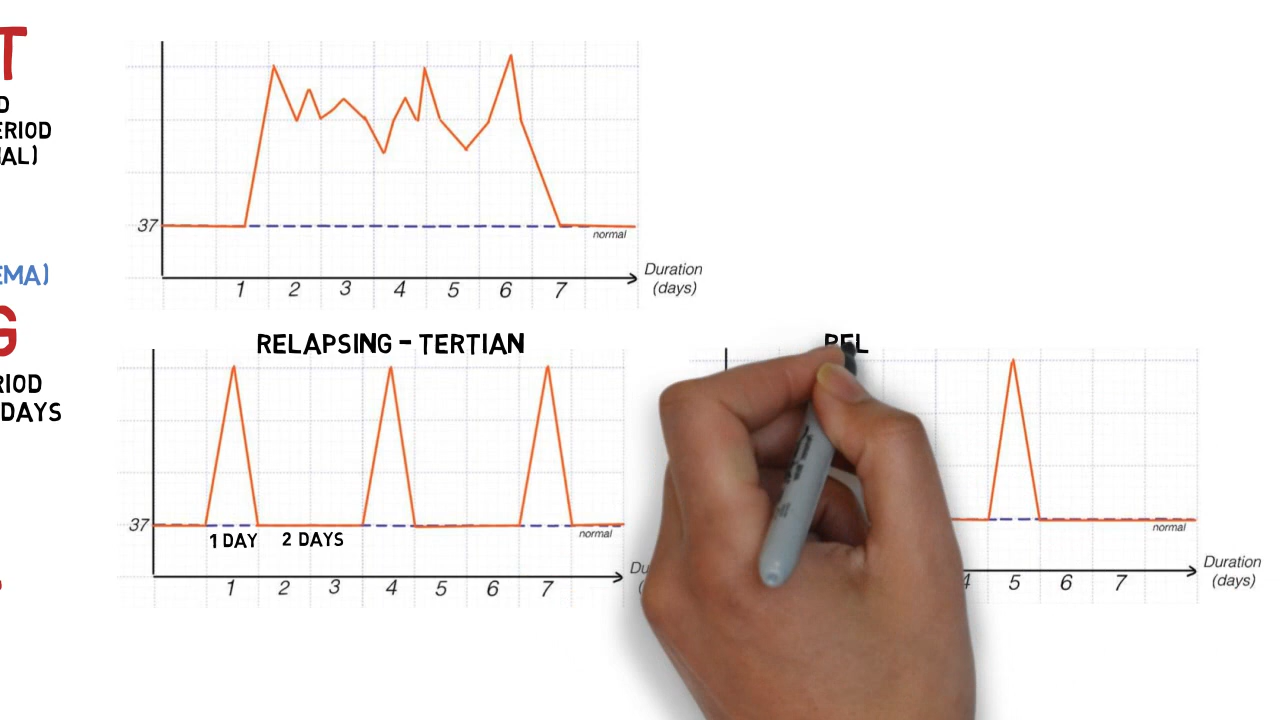 T
D
ERIOD
IAL)
37
normal
Duration
(days)
1 2 3 4 5 6 7
EMA)
G
RIOD
DAYS
RELAPSING - TERTIAN
37
1 DAY 2 DAYS
normal
Du
1 2 3 4 5 6 7
REL
normal
Duration
(days)
4 5 6 7